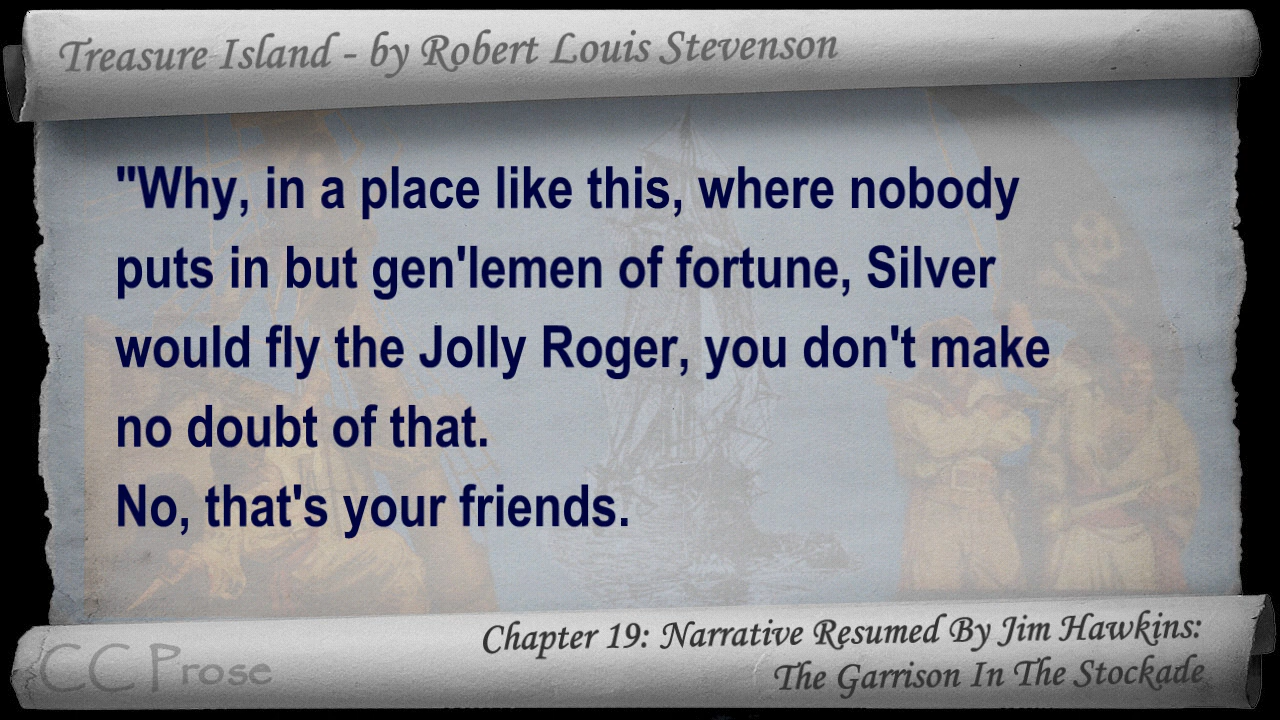 Treasure Island - by Robert Louis Stevenson
"Why, in a place like this, where nobody
puts in but gen'lemen of fortune, Silver
would fly the Jolly Roger, you don't make
no doubt of that.
No, that's your friends.
Chapter 19: Narrative Resumed By Jim Hawkins:
The Garrison In The Stockade
CC Prose